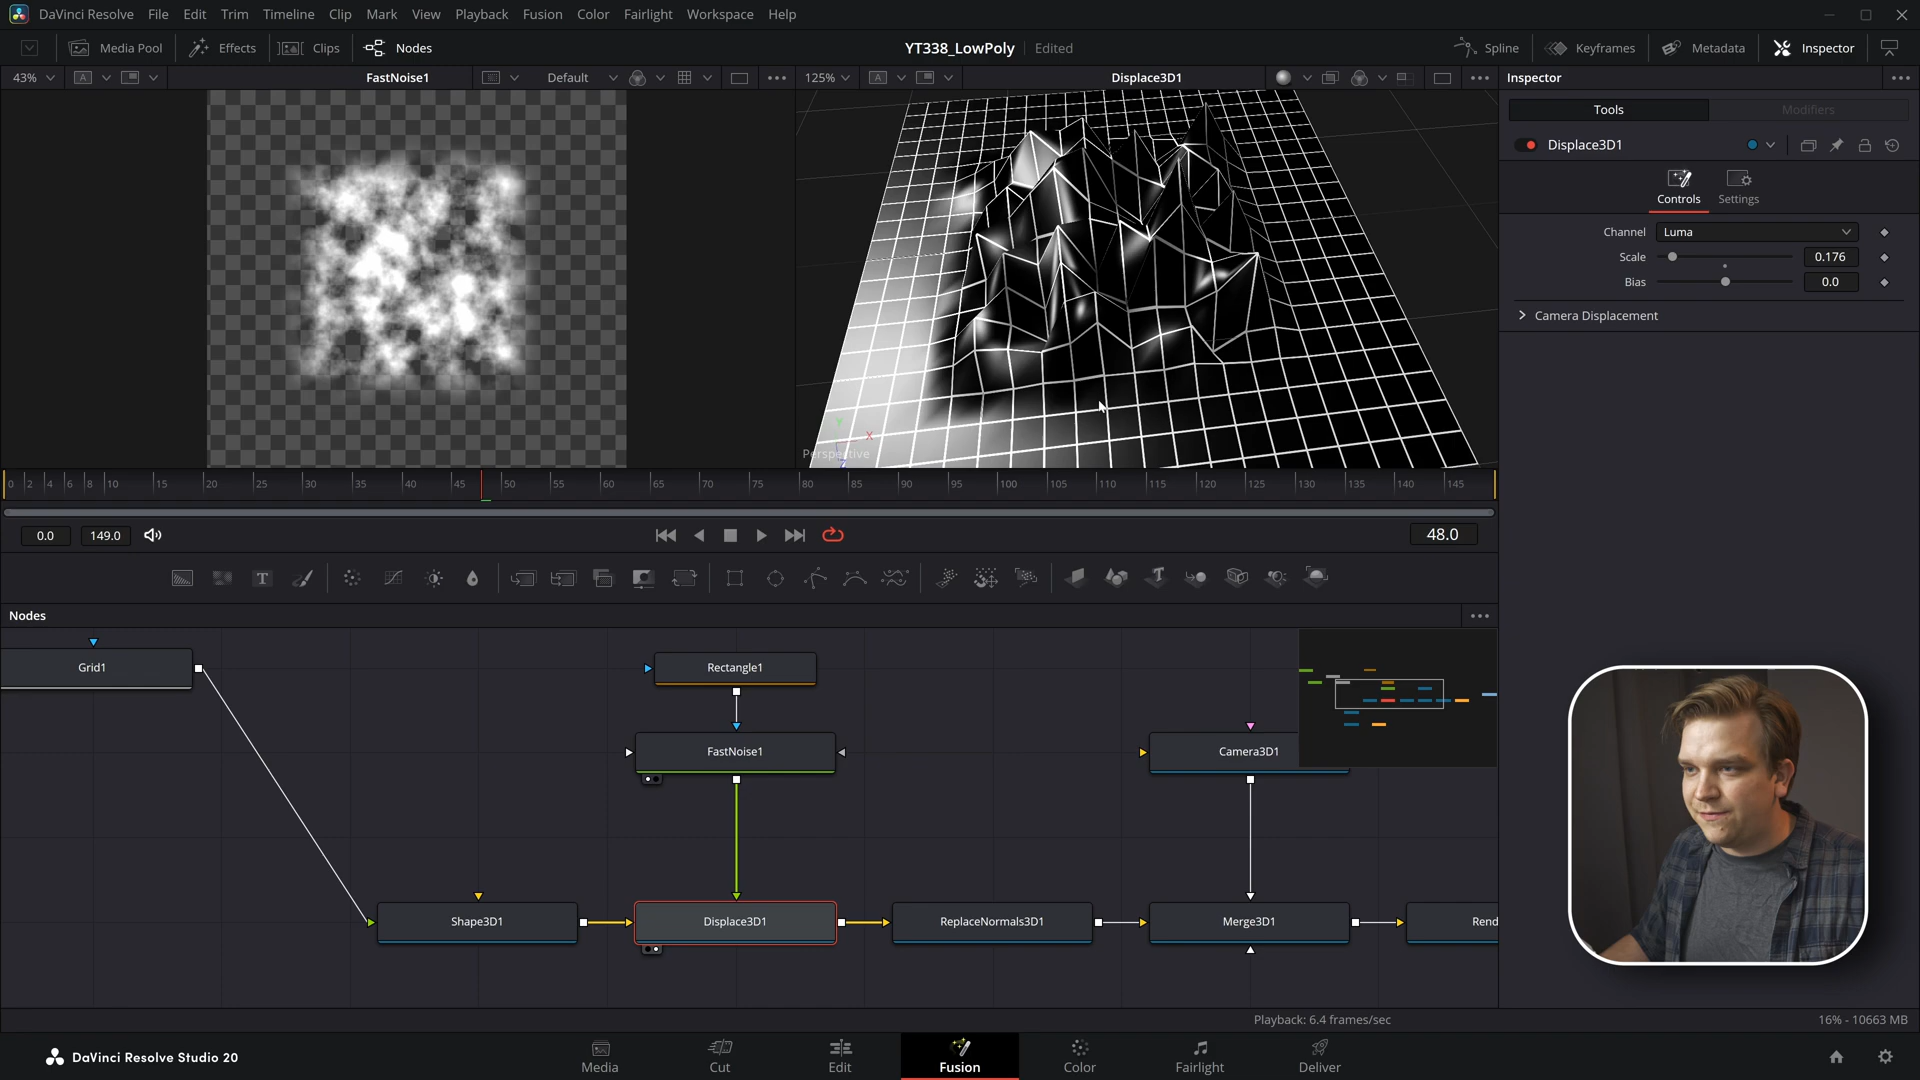 DaVinci Resolve File Edit Trim Timeline Clip Mark View Playback Fusion Color Fairlight Workspace Help
Media Pool Effects Clips Nodes YT338_LowPoly Edited Spline Keyframes Metadata Inspector
43% A FastNoise1 Default 125% A Displace3D1 Inspector
Tools Modifiers
Displace3D1
Controls Settings
Channel Luma
Scale 0.176
Bias 0.0
Camera Displacement
Y
X
Perspective
0 2 4 6 8 10 15 20 25 30 35 40 45 50 55 60 65 70 75 80 85 90 95 100 105 110 115 120 125 130 135 140 145
0.0 149.0 48.0
T T
Nodes
Grid1 Rectangle1
FastNoise1 Camera3D1
Shape3D1 Displace3D1 ReplaceNormals3D1 Merge3D1 Rend
Playback: 6.4 frames/sec 16% - 10663 MB
DaVinci Resolve Studio 20
Media Cut Edit Fusion Color Fairlight Deliver